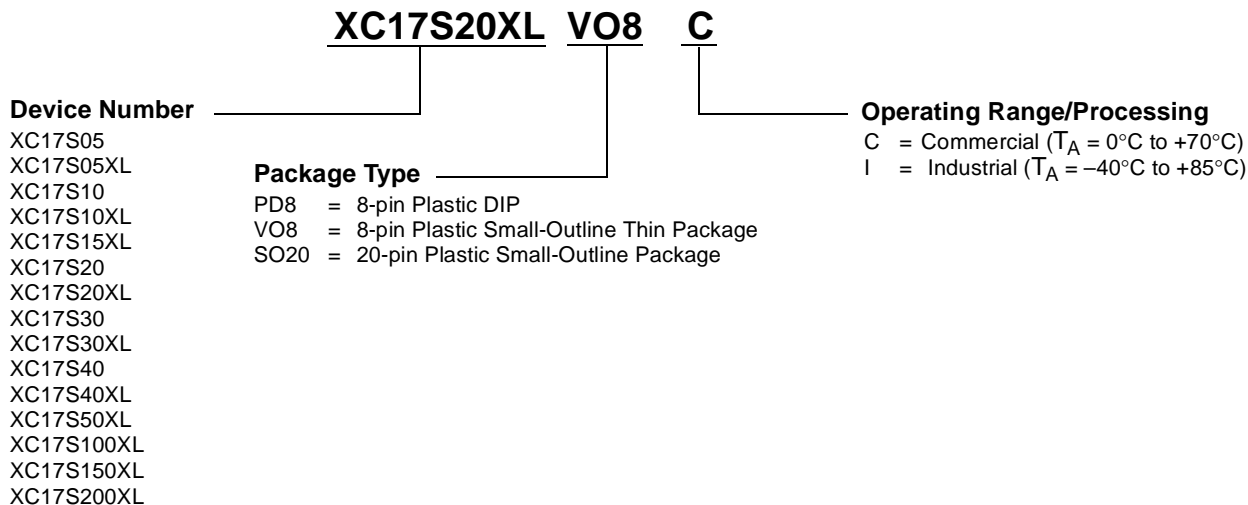 XC17S20XL VO8 C
Device Number
XC17S05
XC17S05XL
XC17S10
XC17S10XL
XC17S15XL
XC17S20
XC17S20XL
XC17S30
XC17S30XL
XC17S40
XC17S40XL
XC17S50XL
XC17S100XL
XC17S150XL
XC17S200XL
Package Type
PD8 = 8-pin Plastic DIP
VO8 = 8-pin Plastic Small-Outline Thin Package
SO20 = 20-pin Plastic Small-Outline Package
Operating Range/Processing
C = Commercial (TA = 0°C to +70°C)
I = Industrial (TA = –40°C to +85°C)